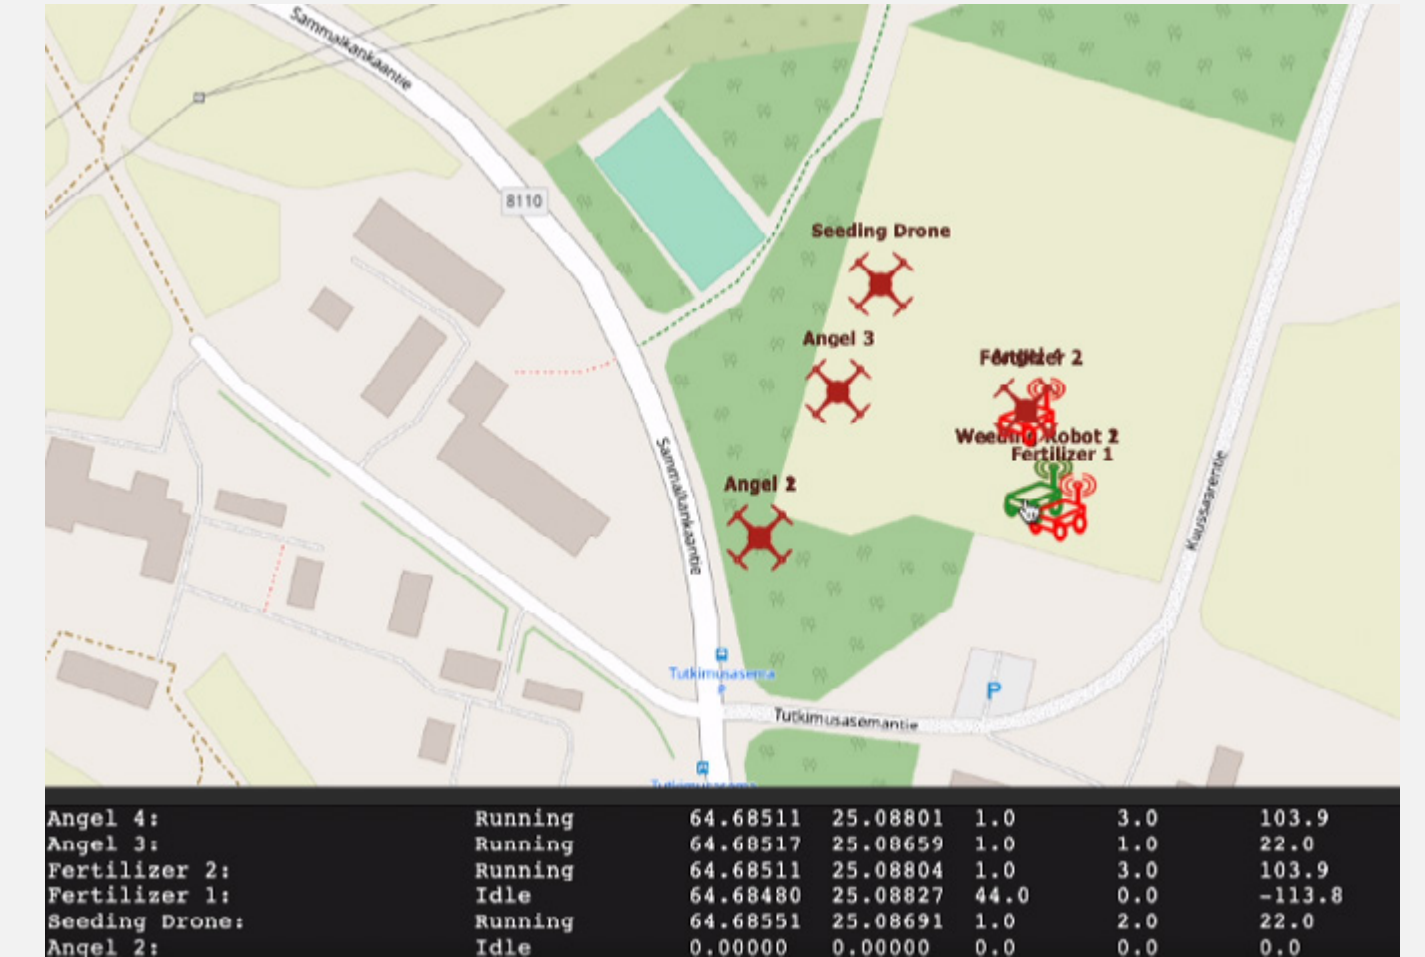 Sammalkankaantie
8110
Seeding Drone
Angel 3
Fertilizer 2
Weeding Robot 2
Fertilizer 1
Angel 2
Sammalkankaantie
Kuussaarentie
Tutkimusasema
P
P
Tutkimusasemantie
Tutkimusasema
Angel 4: Running 64.68511 25.08801 1.0 3.0 103.9
Angel 3: Running 64.68517 25.08659 1.0 1.0 22.0
Fertilizer 2: Running 64.68511 25.08804 1.0 3.0 103.9
Fertilizer 1: Idle 64.68480 25.08827 44.0 0.0 -113.8
Seeding Drone: Running 64.68551 25.08691 1.0 2.0 22.0
Angel 2: Idle 0.00000 0.00000 0.0 0.0 0.0